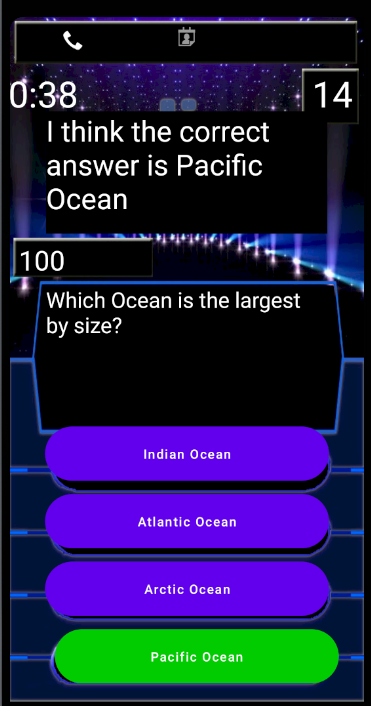 0:38
14
I think the correct
answer is Pacific
Ocean
100
Which Ocean is the largest
by size?
Indian Ocean
Atlantic Ocean
Arctic Ocean
Pacific Ocean